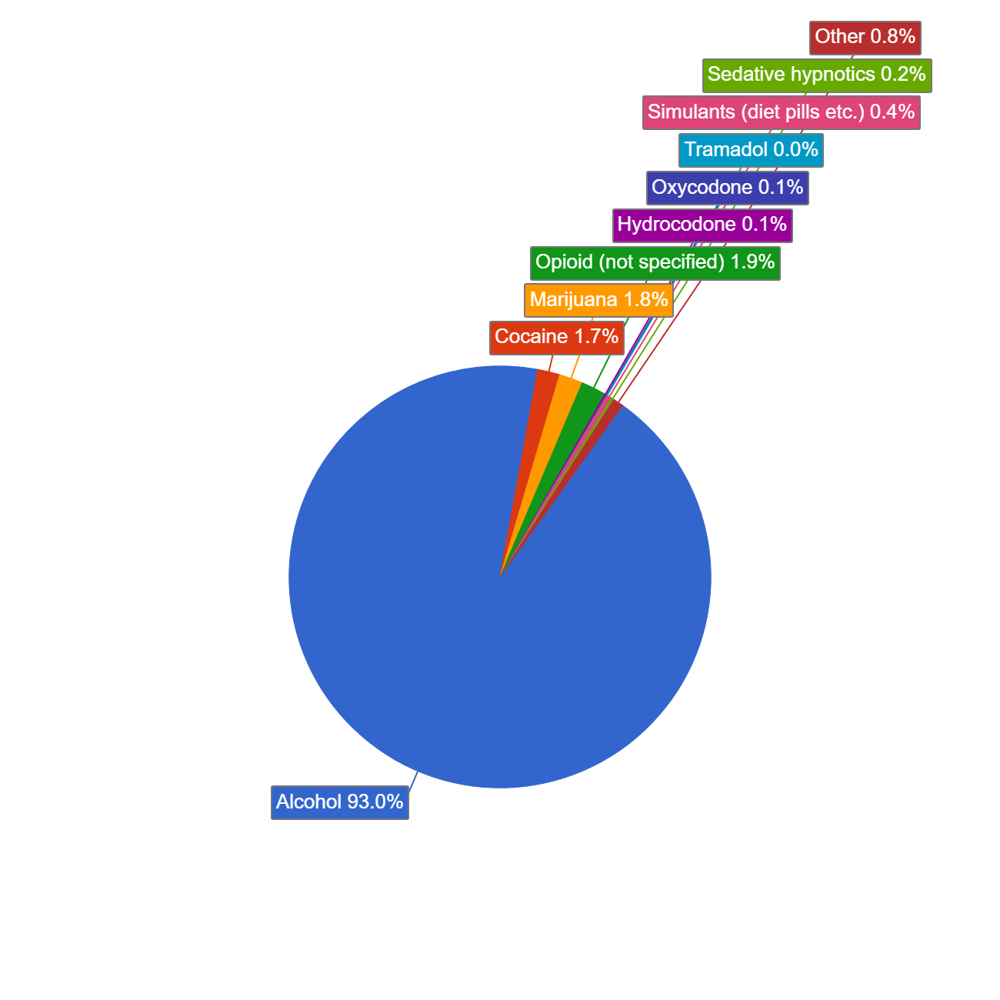 Other 0.8%
Sedative hypnotics 0.2%
Simulants (diet pills etc.) 0.4%
Tramadol 0.0%
Oxycodone 0.1%
Hydrocodone 0.1%
Opioid (not specified) 1.9%
Marijuana 1.8%
Cocaine 1.7%
Alcohol 93.0%